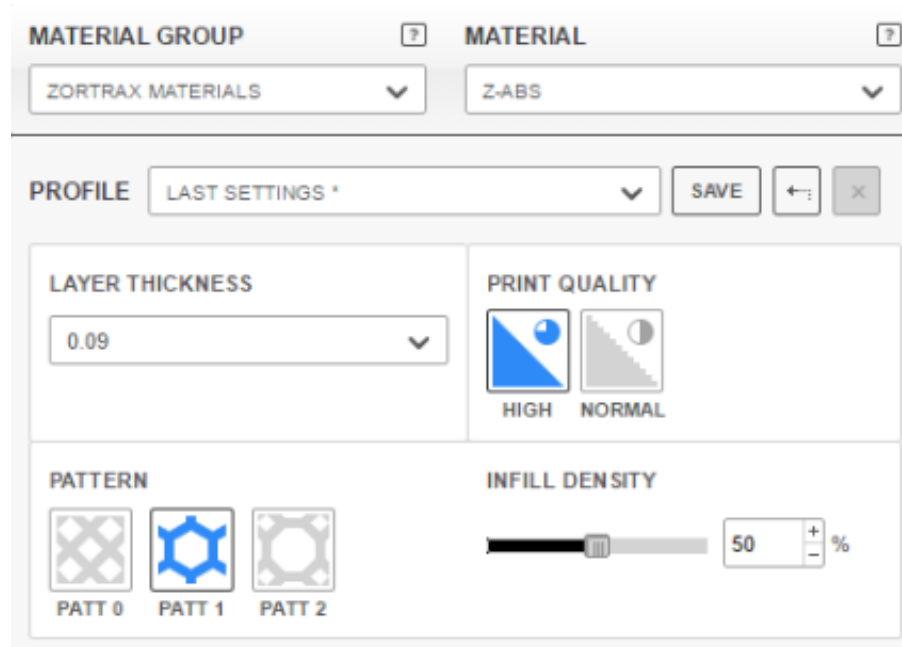 MATERIAL GROUP ? MATERIAL ?
ZORTRAX MATERIALS Z-ABS
PROFILE LAST SETTINGS * SAVE
LAYER THICKNESS PRINT QUALITY
0.09
HIGH NORMAL
PATTERN INFILL DENSITY
50 + - %
PATT 0 PATT 1 PATT 2